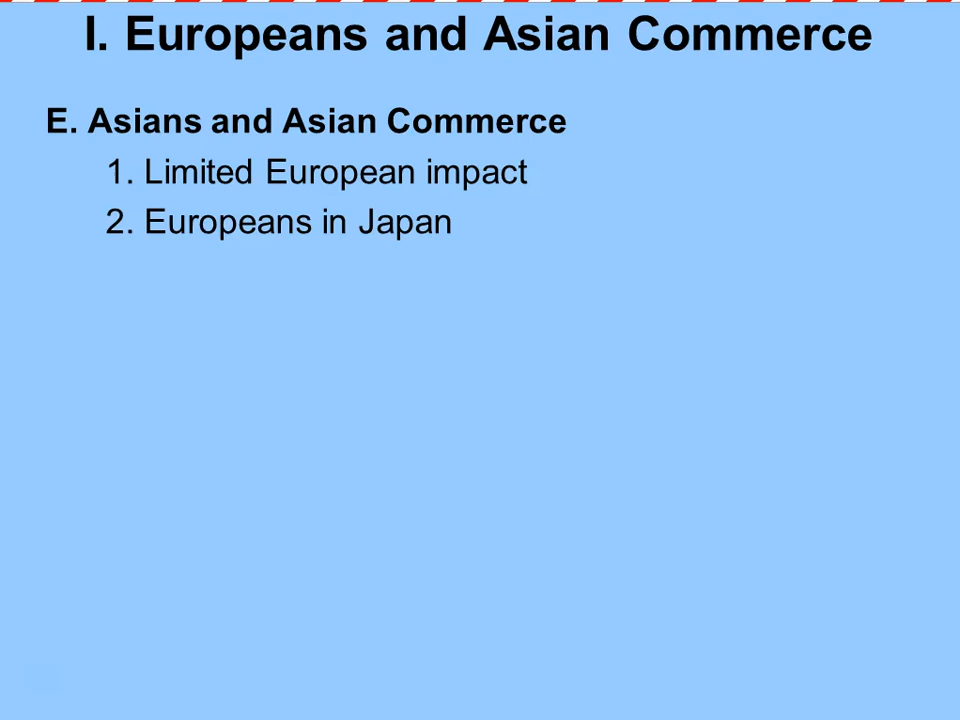 I. Europeans and Asian Commerce
E. Asians and Asian Commerce
1. Limited European impact
2. Europeans in Japan